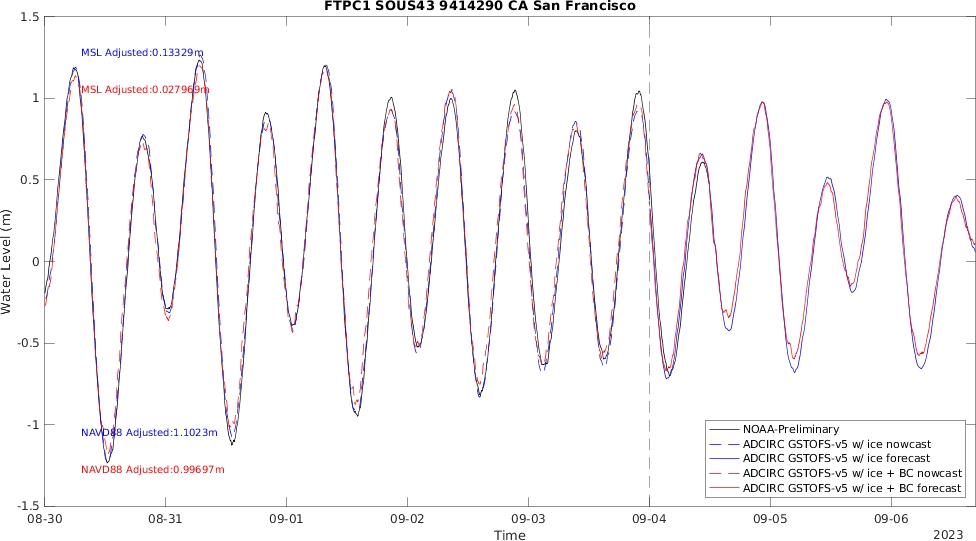 FTPC1 SOUS43 9414290 CA San Francisco
1.5
1
0.5
0
-0.5
-1
-1.5
Water Level (m)
MSL Adjusted:0.13329m
MSL Adjusted:0.027969m
NAVD88 Adjusted:1.1023m
NAVD88 Adjusted:0.99697m
NOAA-Preliminary
ADCIRC GSTOFS-v5 w/ ice nowcast
ADCIRC GSTOFS-v5 w/ ice forecast
ADCIRC GSTOFS-v5 w/ ice + BC nowcast
ADCIRC GSTOFS-v5 w/ ice + BC forecast
08-30 08-31 09-01 09-02 09-03 09-04 09-05 09-06
Time
2023